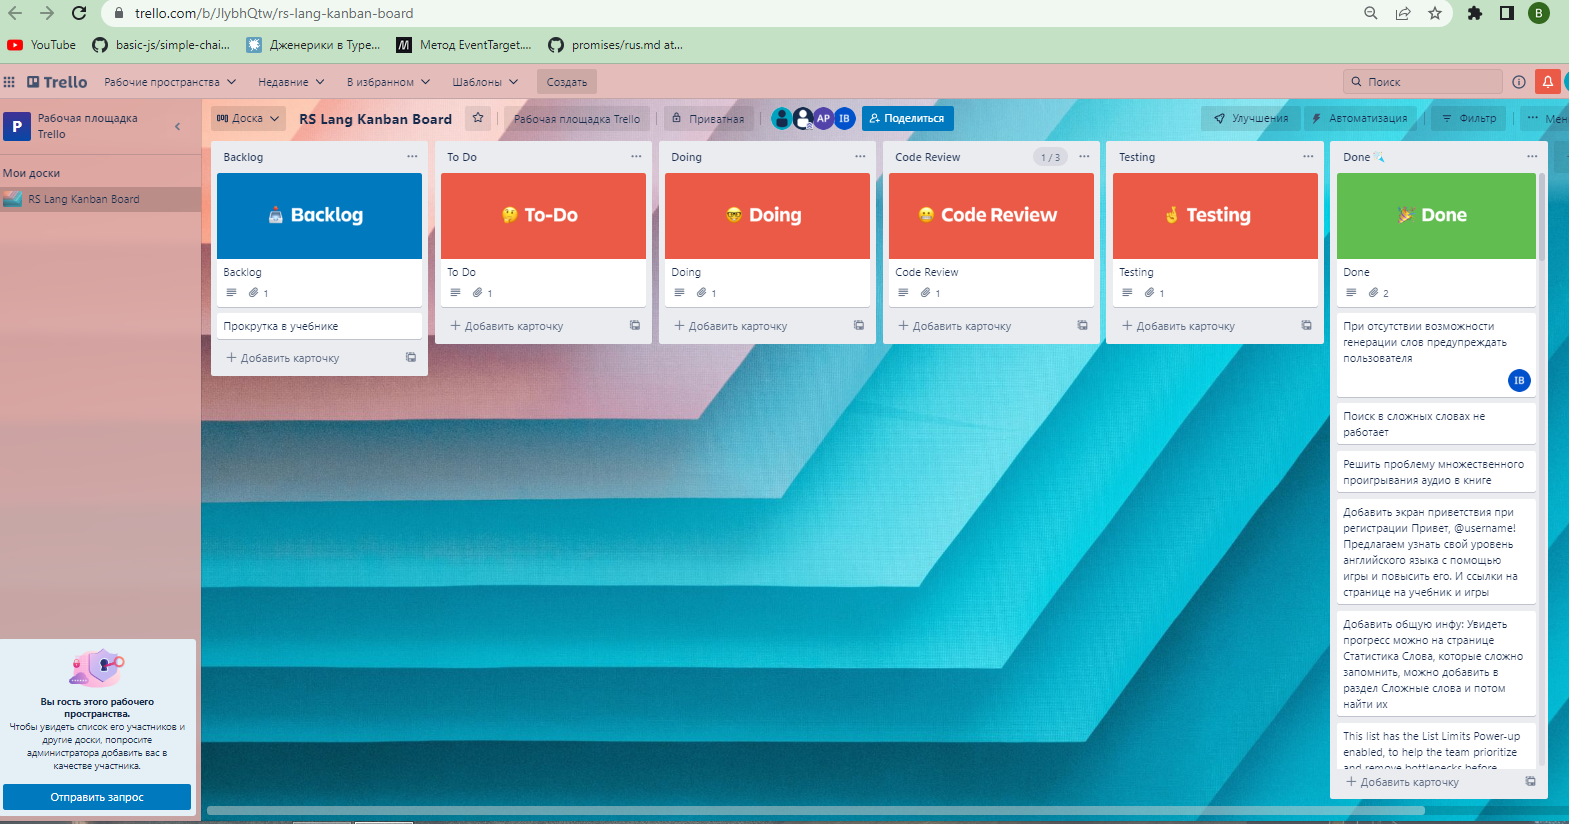 trello.com/b/JlybhQtw/rs-lang-kanban-board
B
YouTube
basic-js/simple-chai...
Дженерики в Type...
Метод EventTarget....
promises/rus.md at...
Trello
Рабочие пространства
Недавние
В избранном
Шаблоны
Создать
Поиск
P
Рабочая площадка
Trello
Мои доски
RS Lang Kanban Board
Доска
RS Lang Kanban Board
Рабочая площадка Trello
Приватная
AP
IB
Поделиться
Улучшения
Автоматизация
Фильтр
Мен
Backlog
Backlog
Backlog
1
Прокрутка в учебнике
Добавить карточку
To Do
To-Do
To Do
1
Добавить карточку
Doing
Doing
Doing
1
Добавить карточку
Code Review
1 / 3
Code Review
Code Review
1
Добавить карточку
Testing
Testing
Testing
1
Добавить карточку
Done
Done
Done
2
При отсутствии возможности
генерации слов предупреждать
пользователя
IB
Поиск в сложных словах не
работает
Решить проблему множественного
проигрывания аудио в книге
Добавить экран приветствия при
регистрации Привет, @username!
Предлагаем узнать свой уровень
английского языка с помощью
игры и повысить его. И ссылки на
странице на учебник и игры
Добавить общую инфу: Увидеть
прогресс можно на странице
Статистика Слова, которые сложно
запомнить, можно добавить в
раздел Сложные слова и потом
найти их
This list has the List Limits Power-up
enabled, to help the team prioritize
and remove bottlenecks before
Добавить карточку
Вы гость этого рабочего
пространства.
Чтобы увидеть список его участников и
другие доски, попросите
администратора добавить вас в
качестве участника.
Отправить запрос